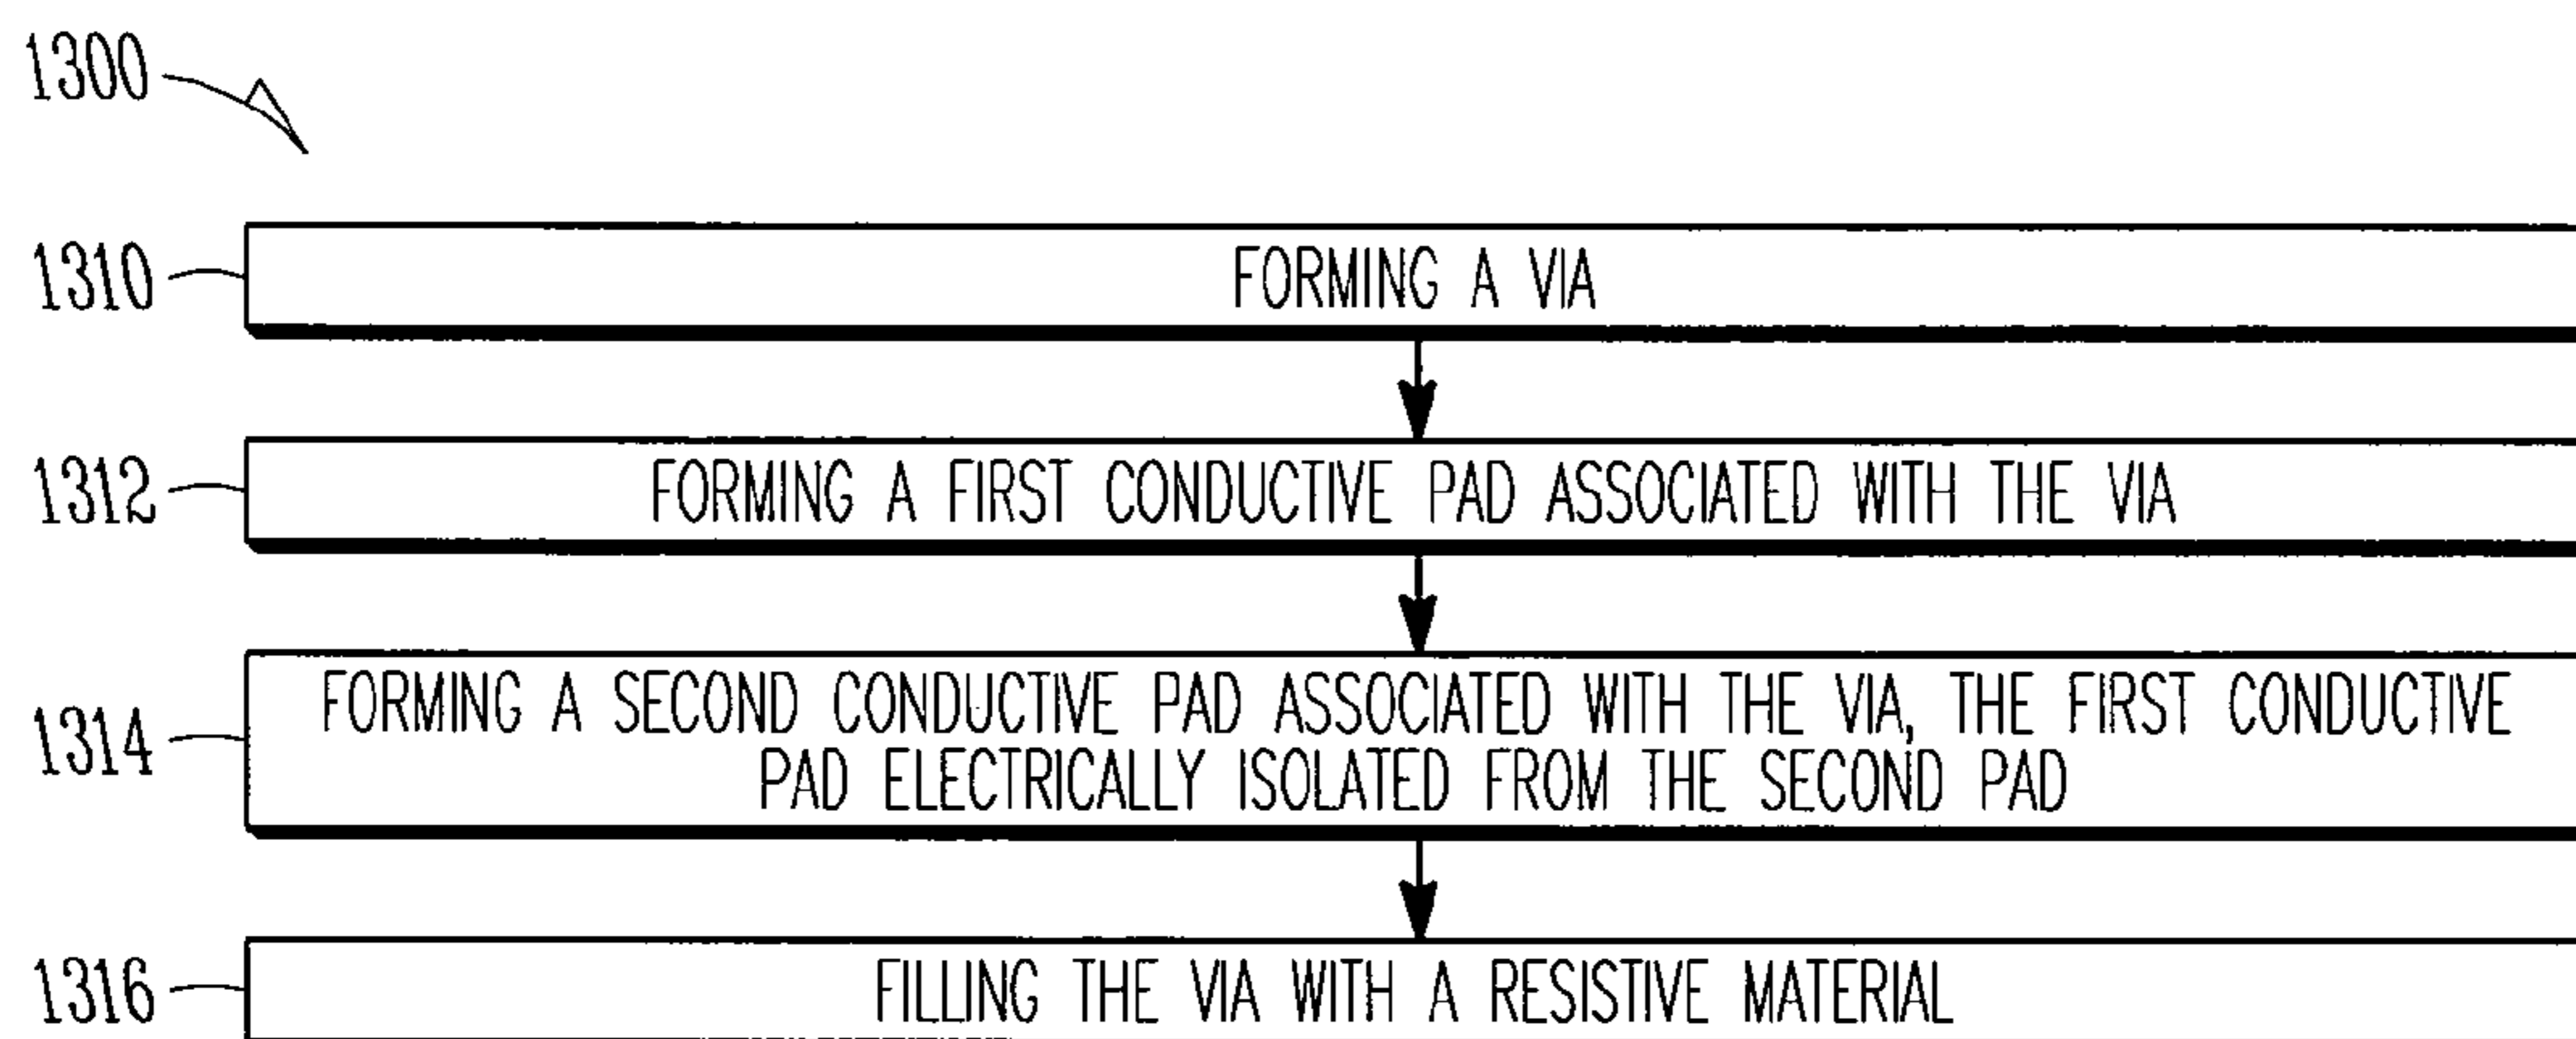 1300
1310
FORMING A VIA
1312
FORMING A FIRST CONDUCTIVE PAD ASSOCIATED WITH THE VIA
1314
FORMING A SECOND CONDUCTIVE PAD ASSOCIATED WITH THE VIA, THE FIRST CONDUCTIVE
PAD ELECTRICALLY ISOLATED FROM THE SECOND PAD
1316
FILLING THE VIA WITH A RESISTIVE MATERIAL